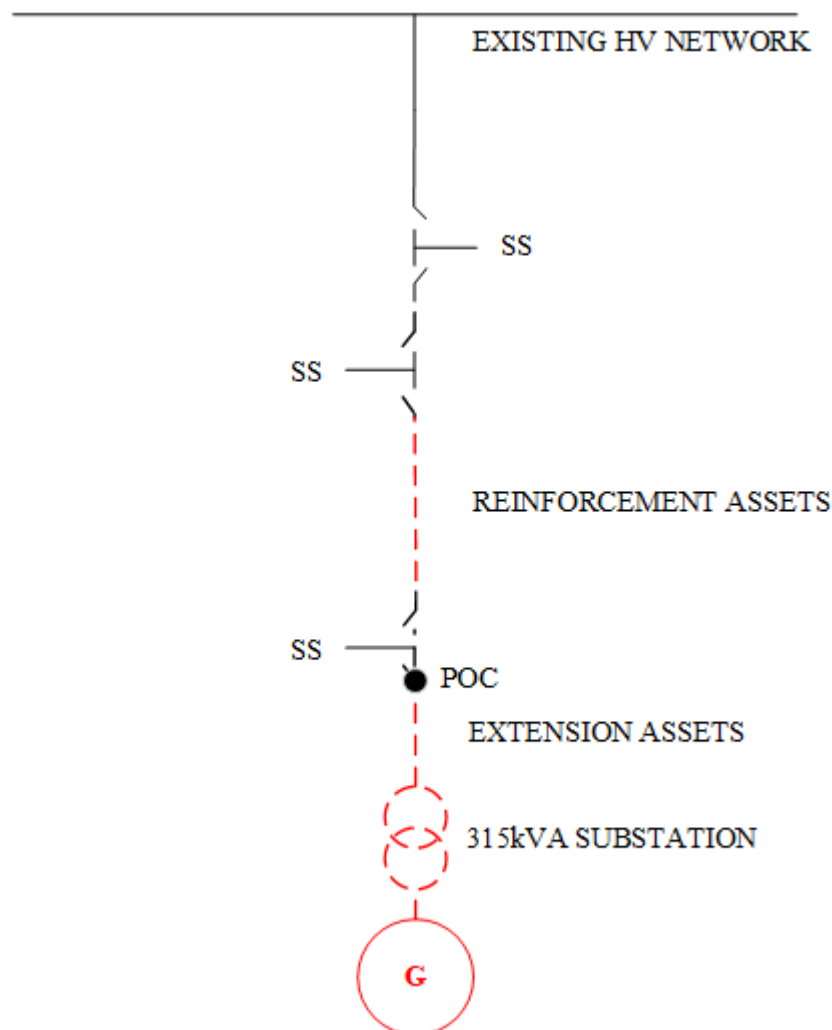 EXISTING HV NETWORK
SS
SS
REINFORCEMENT ASSETS
SS
POC
EXTENSION ASSETS
315kVA SUBSTATION
G